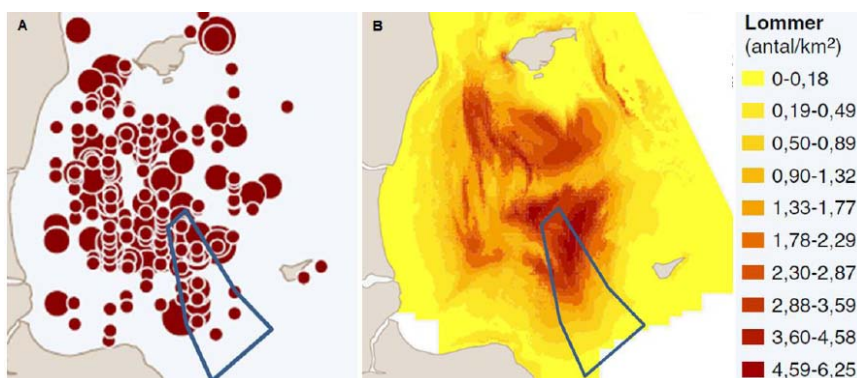 A
B
Lommer
(antal/km²)
0-0,18
0,19-0,49
0,50-0,89
0,90-1,32
1,33-1,77
1,78-2,29
2,30-2,87
2,88-3,59
3,60-4,58
4,59-6,25